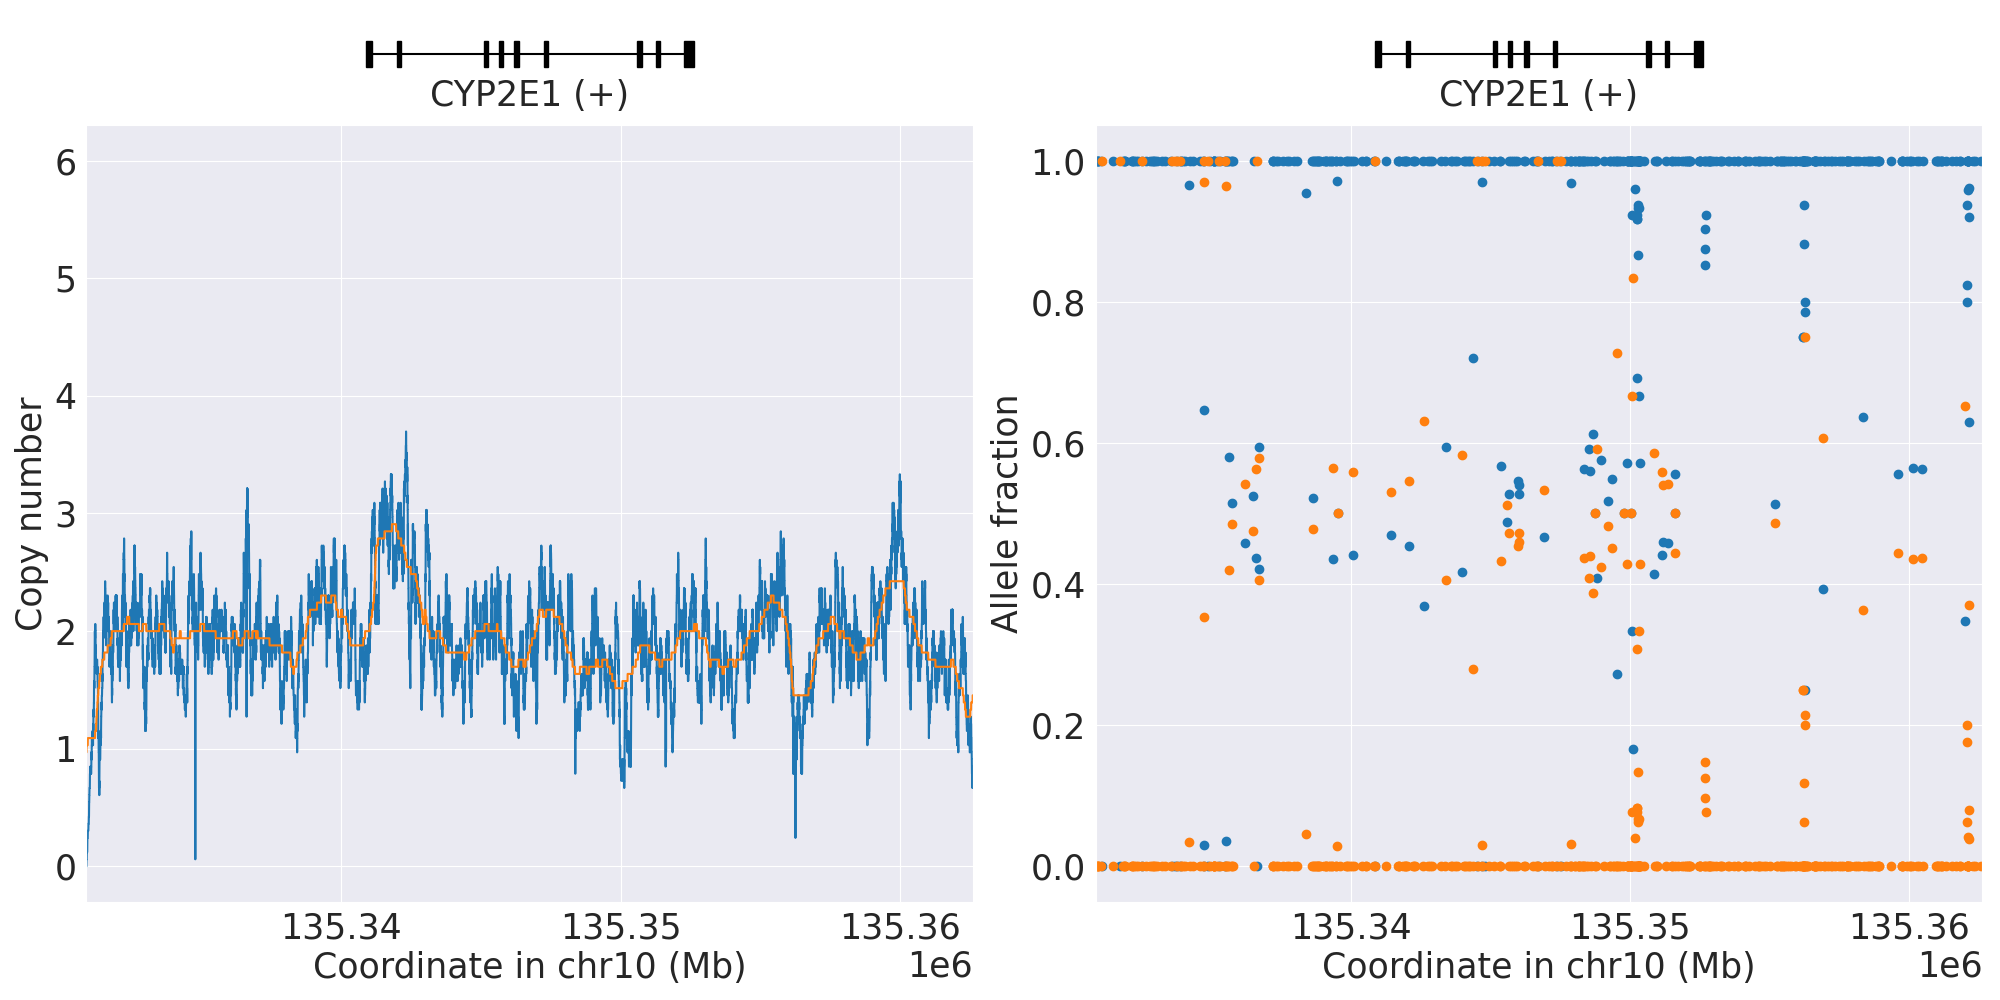 CYP2E1 (+)
6
5
4
3
2
1
0
Copy number
135.34 135.35 135.36
Coordinate in chr10 (Mb)
1e6
CYP2E1 (+)
1.0
0.8
0.6
0.4
0.2
0.0
Allele fraction
135.34 135.35 135.36
Coordinate in chr10 (Mb)
1e6